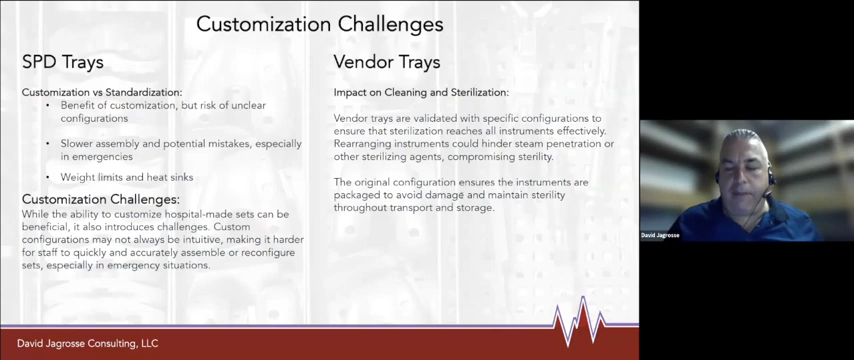 Customization Challenges
SPD Trays
Customization vs Standardization:
• Benefit of customization, but risk of unclear
configurations
• Slower assembly and potential mistakes, especially
in emergencies
• Weight limits and heat sinks
Customization Challenges:
While the ability to customize hospital-made sets can be
beneficial, it also introduces challenges. Custom
configurations may not always be intuitive, making it harder
for staff to quickly and accurately assemble or reconfigure
sets, especially in emergency situations.
Vendor Trays
Impact on Cleaning and Sterilization:
Vendor trays are validated with specific configurations to
ensure that sterilization reaches all instruments effectively.
Rearranging instruments could hinder steam penetration or
other sterilizing agents, compromising sterility.
The original configuration ensures the instruments are
packaged to avoid damage and maintain sterility
throughout transport and storage.
David Jagrosse Consulting, LLC
David Jagrosse